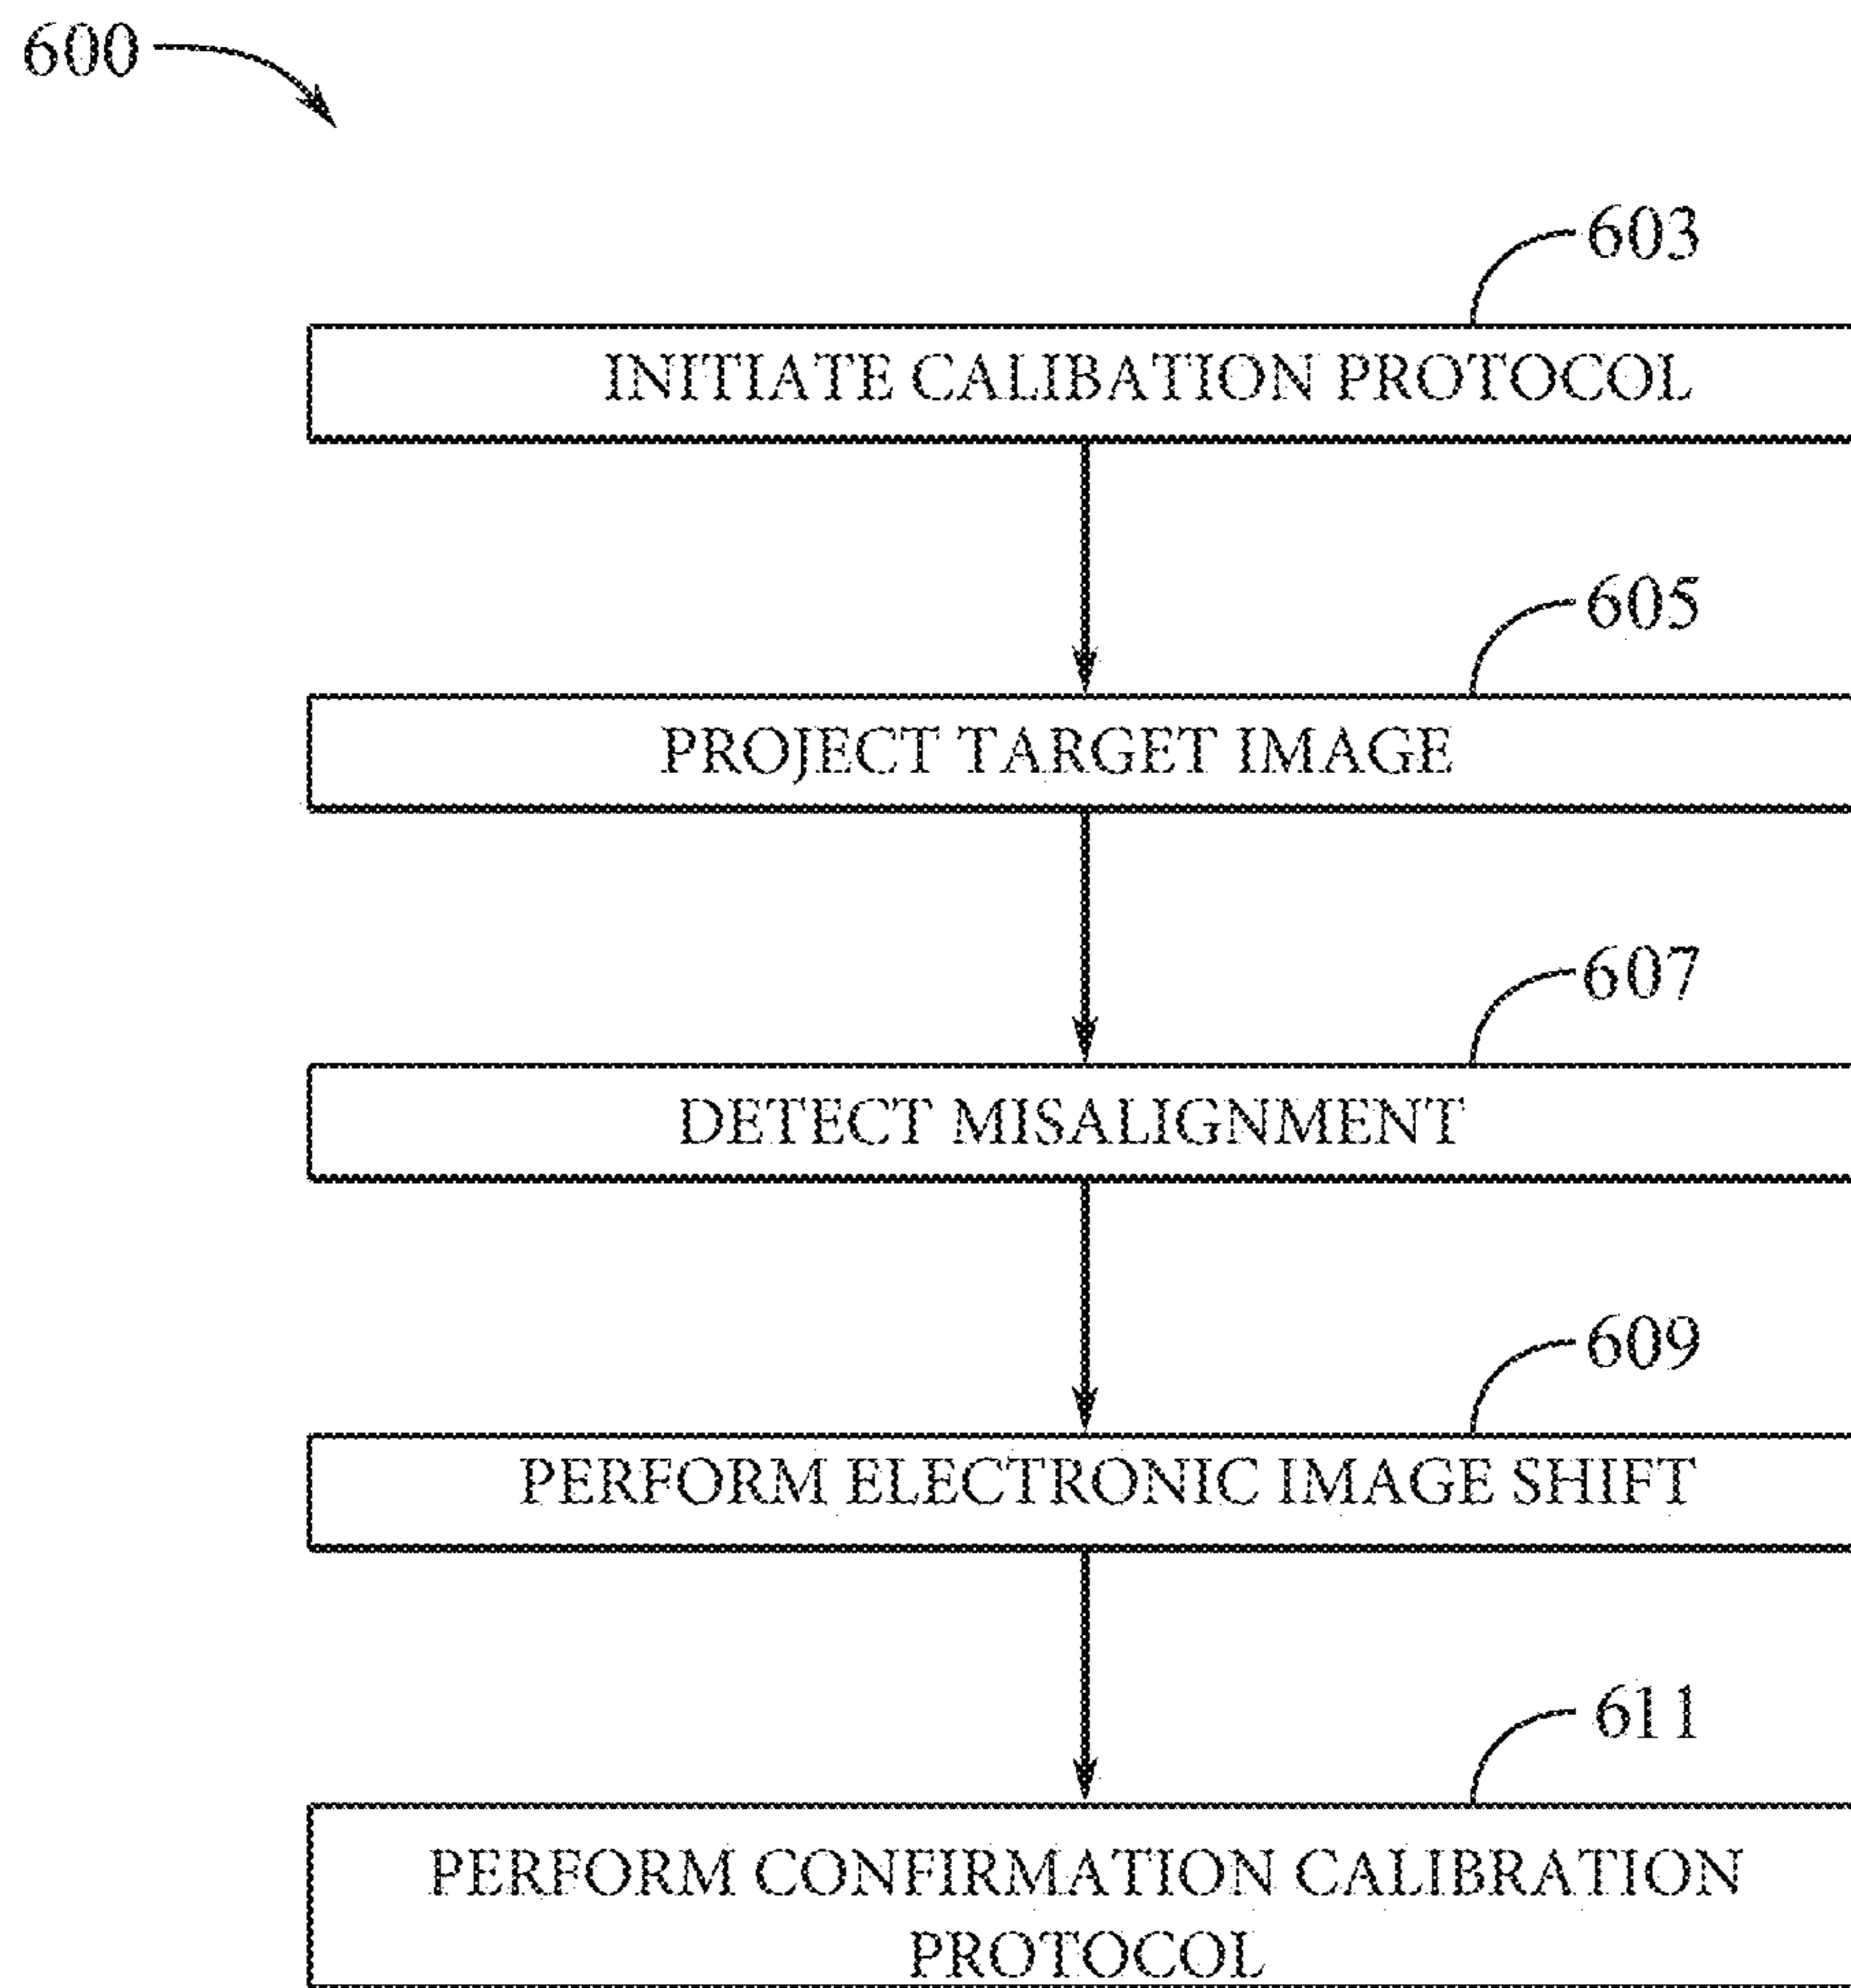 600
603
INITIATE CALIBATION PROTOCOL
605
PROJECT TARGET IMAGE
607
DETECT MISALIGNMENT
609
PERFORM ELECTRONIC IMAGE SHIFT
611
PERFORM CONFIRMATION CALIBRATION
PROTOCOL